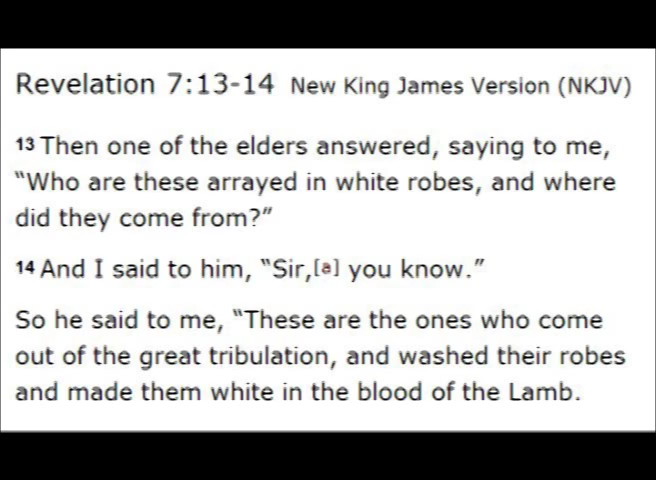 Revelation 7:13-14 New King James Version (NKJV)
13 Then one of the elders answered, saying to me,
“Who are these arrayed in white robes, and where
did they come from?”
14 And I said to him, “Sir,[a] you know.”
So he said to me, “These are the ones who come
out of the great tribulation, and washed their robes
and made them white in the blood of the Lamb.